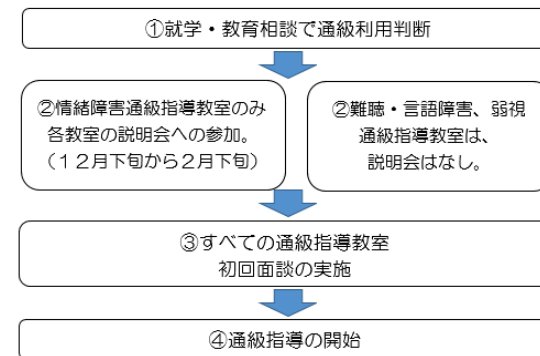 ①就学・教育相談で通級利用判断
②情緒障害通級指導教室のみ
各教室の説明会への参加。
（１２月下旬から２月下旬）
②難聴・言語障害、弱視
通級指導教室は、
説明会はなし。
③すべての通級指導教室
初回面談の実施
④通級指導の開始